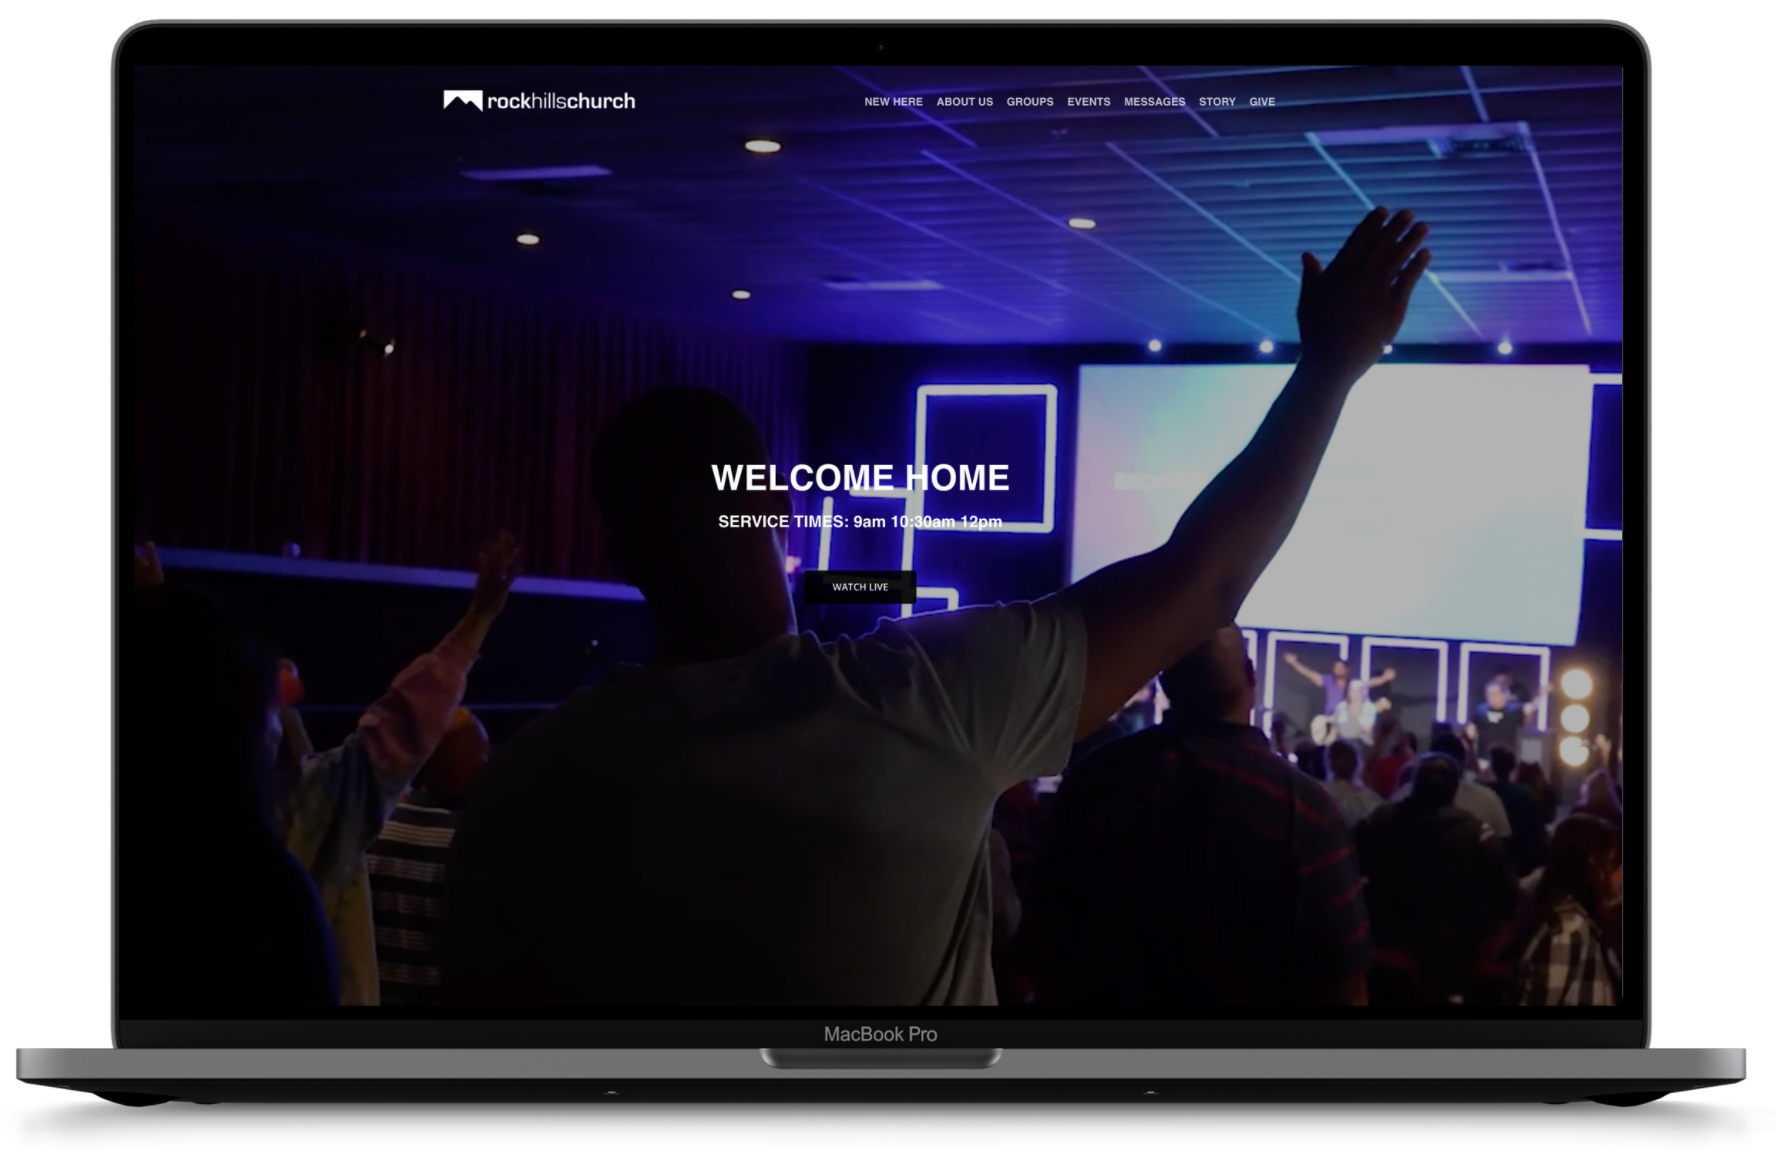 rockhillschurch
NEW HERE ABOUT US GROUPS EVENTS MESSAGES STORY GIVE
WELCOME HOME
SERVICE TIMES: 9am 10:30am 12pm
WATCH LIVE
MacBook Pro